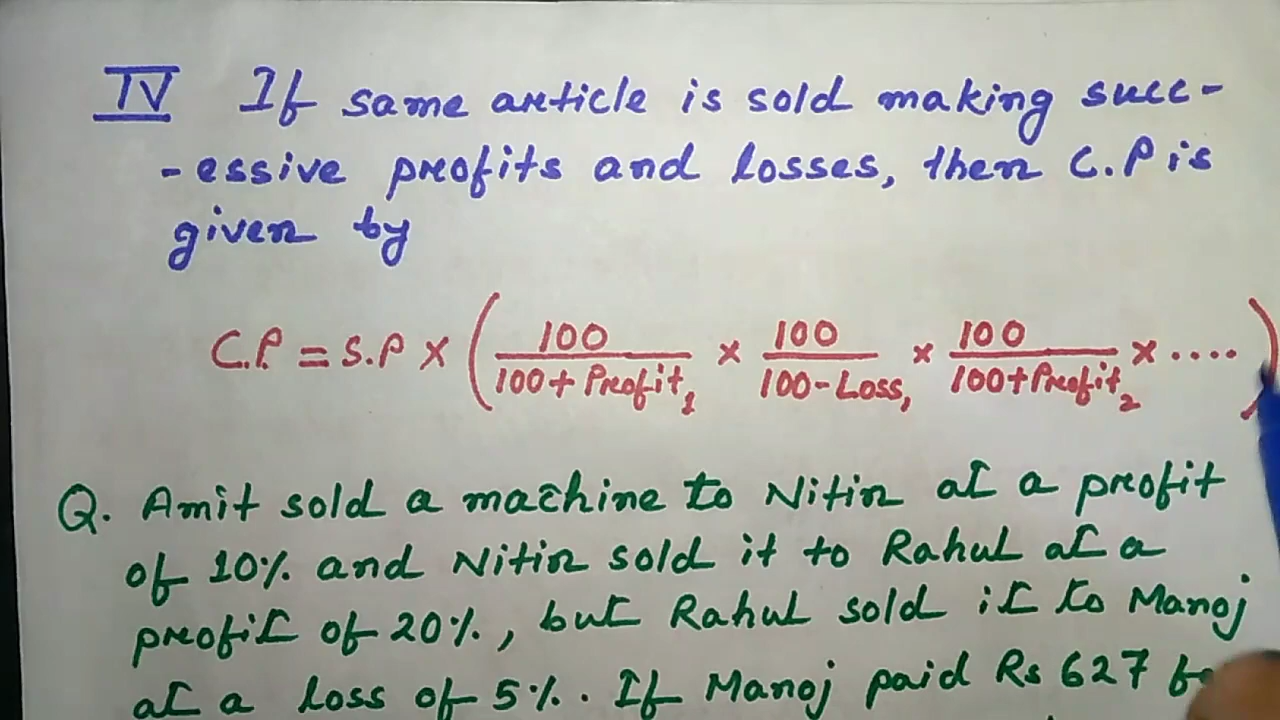 IV If same article is sold making succ-
-essive profits and losses, then C.P is
given by
C.P. = S.P × ( 100/100 + Profit₁ × 100/100 - Loss₁ × 100/100 + Profit₂ × .... )
Q. Amit sold a machine to Nitin at a profit
of 10% and Nitin sold it to Rahul at a
profit of 20%, but Rahul sold it to Manoj
at a loss of 5%. If Manoj paid Rs 627